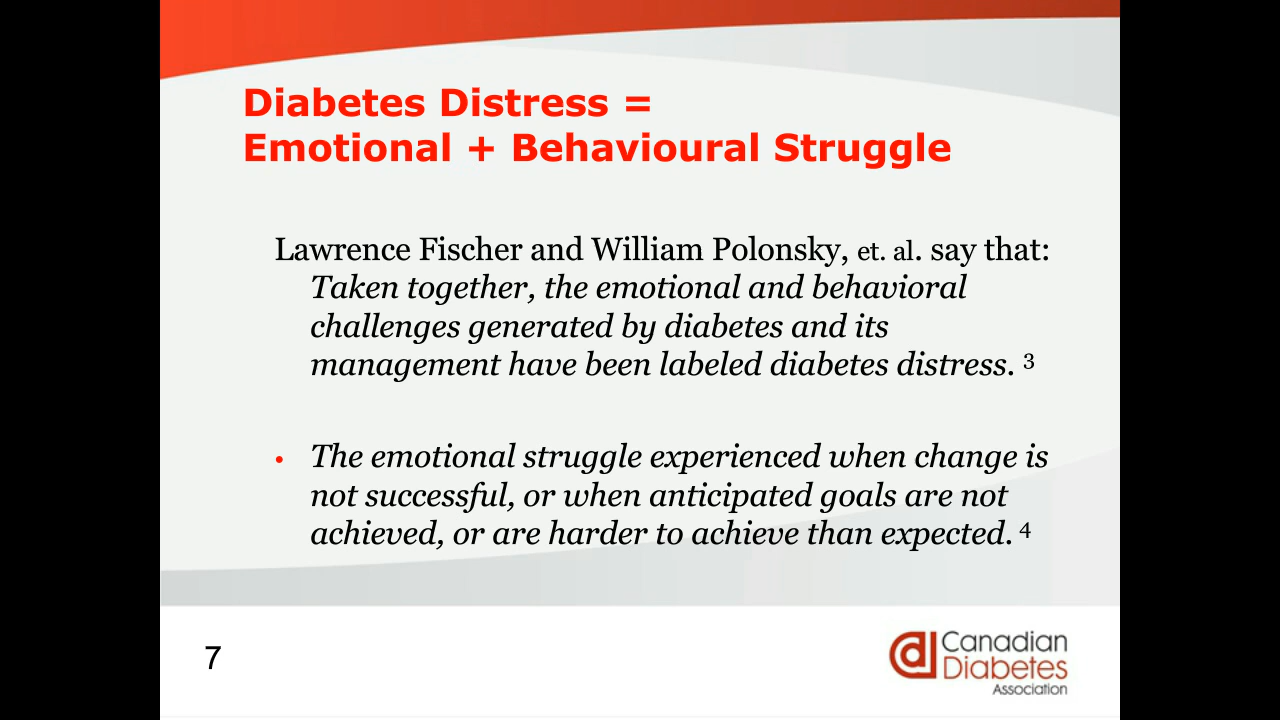 Diabetes Distress =
Emotional + Behavioural Struggle
Lawrence Fischer and William Polonsky, et. al. say that:
Taken together, the emotional and behavioral
challenges generated by diabetes and its
management have been labeled diabetes distress. 3
• The emotional struggle experienced when change is
not successful, or when anticipated goals are not
achieved, or are harder to achieve than expected. 4
7
Canadian
Diabetes
Association